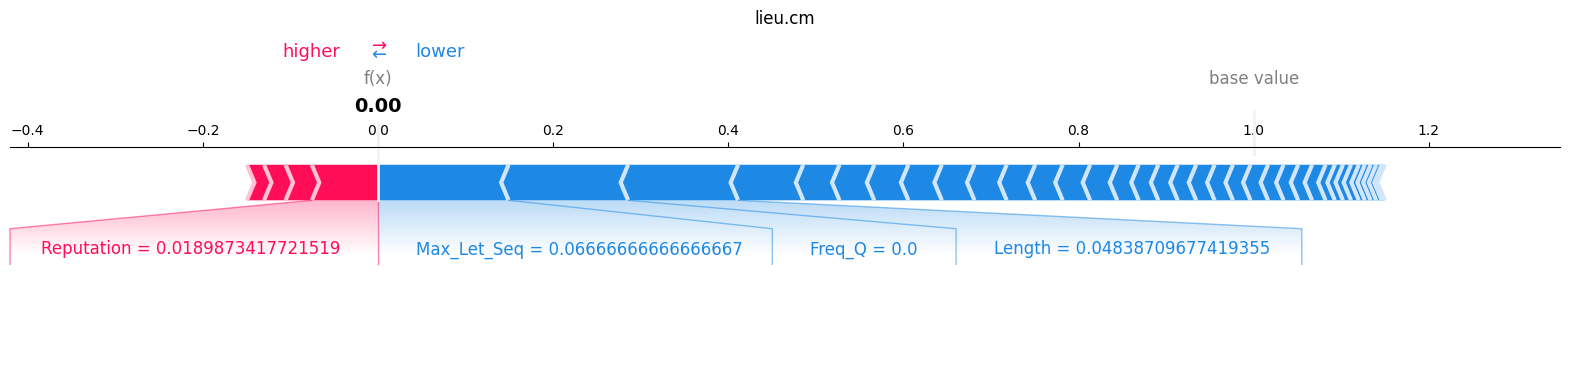 lieu.cm
higher ⇄ lower
f(x) base value
0.00
−0.4 −0.2 0.0 0.2 0.4 0.6 0.8 1.0 1.2
Reputation = 0.0189873417721519 Max_Let_Seq = 0.06666666666666667 Freq_Q = 0.0 Length = 0.04838709677419355